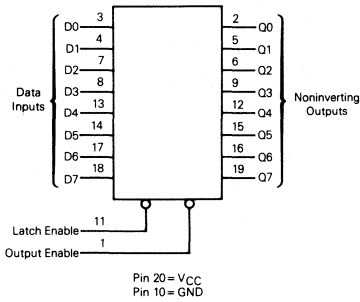 D0 3 2 Q0
D1 4 5 Q1
D2 7 6 Q2
Data Inputs
D3 8 9 Q3
Noninverting Outputs
D4 13 12 Q4
D5 14 15 Q5
D6 17 16 Q6
D7 18 19 Q7
Latch Enable 11
Output Enable 1
Pin 20 = VCC
Pin 10 = GND